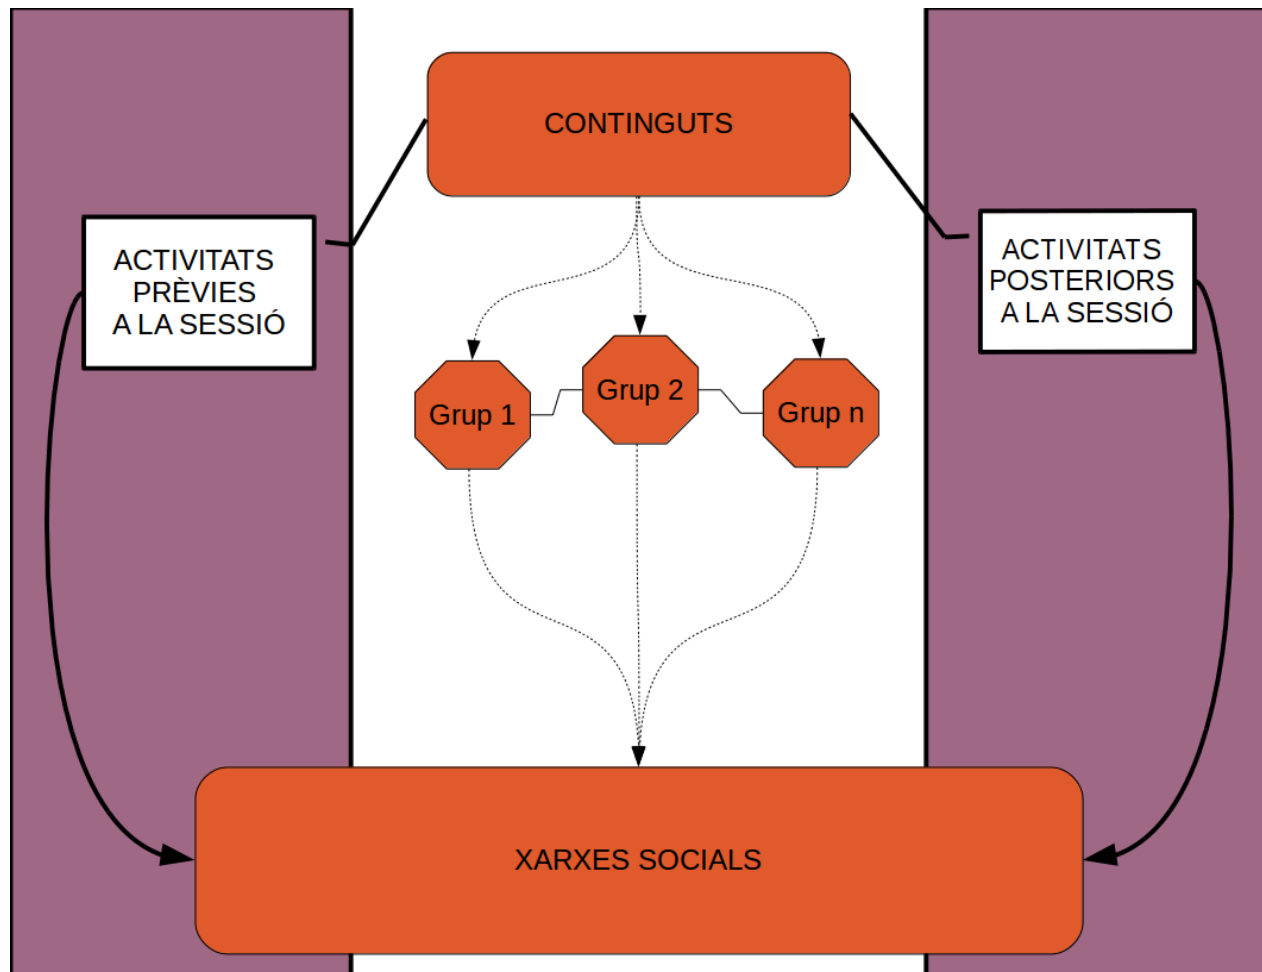 CONTINGUTS
ACTIVITATS
PRÈVIES
A LA SESSIÓ
ACTIVITATS
POSTERIORS
A LA SESSIÓ
Grup 1
Grup 2
Grup n
XARXES SOCIALS